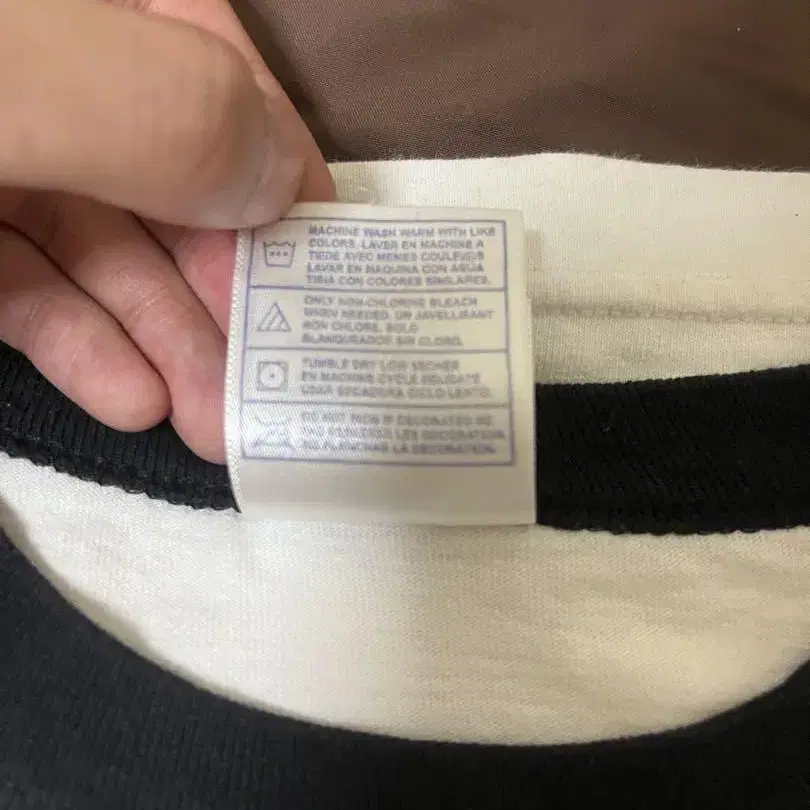 MACHINE WASH WARM WITH LIKE
COLORS. LAVER EN MACHINE A
TIEDE AVEC MEMES COULEURS
LAVAR EN MAQUINA CON AGUA
TIBIA CON COLORES SIMILARES.
ONLY NON-CHLORINE BLEACH
WHEN NEEDED. UN JAVELLISANT
NON CHLORE. SOLO
BLANQUEADOR SIN CLORO.
TUMBLE DRY LOW SECHER
EN MACHINE CYCLE DELICATE
USAR SECADORA CICLO LENTO.
DO NOT IRON IF DECORATED NE
PAS REPASSER LES DECORATION
NO PLANCHAR LA DECORATION.